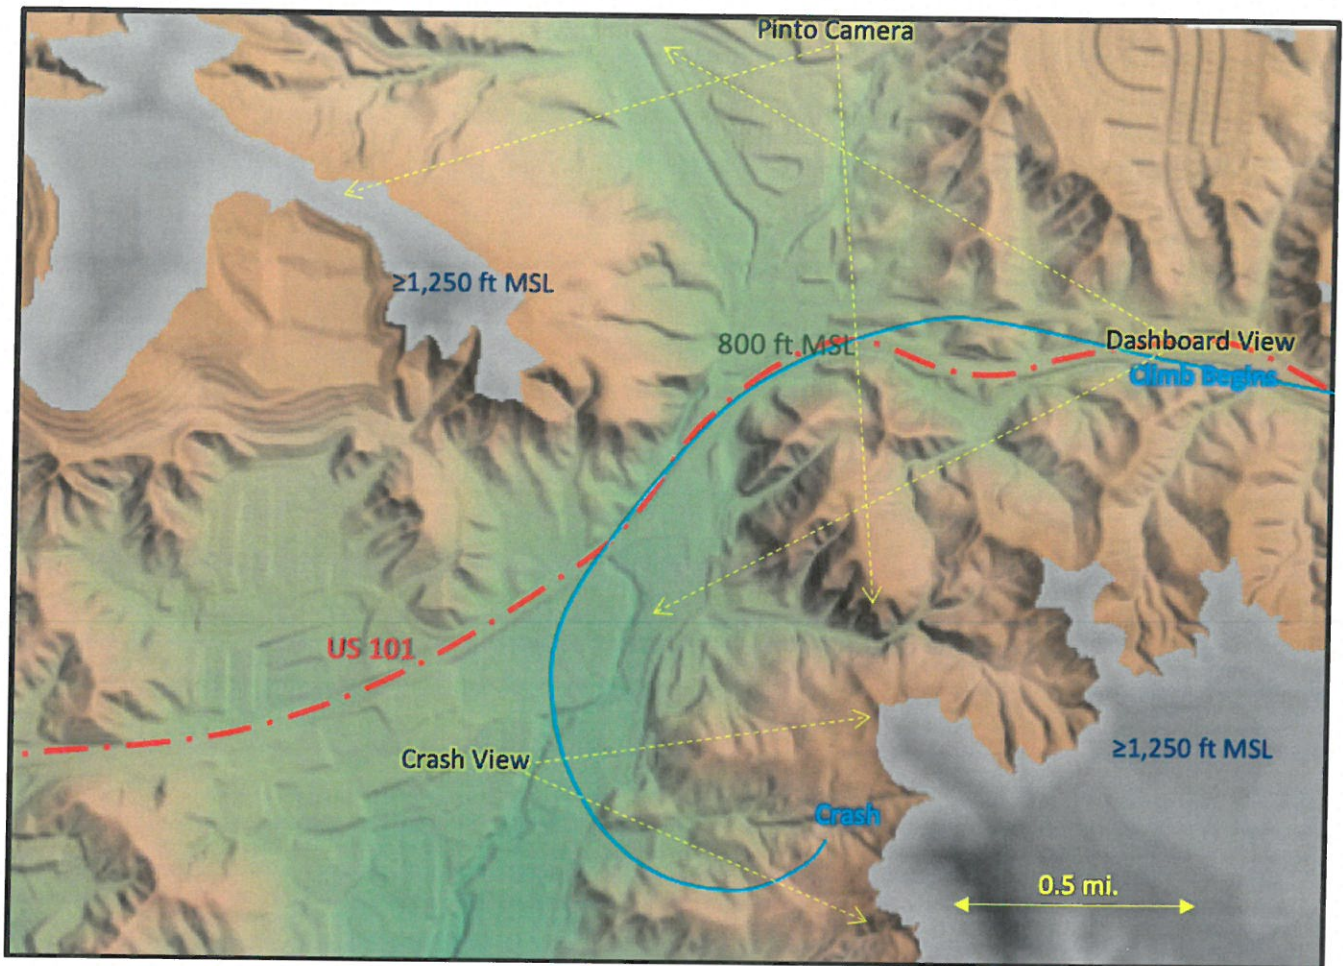 Pinto Camera
≥1,250 ft MSL
800 ft MSL
Dashboard View
Climb Begins
US 101
Crash View
≥1,250 ft MSL
Crash
0.5 mi.